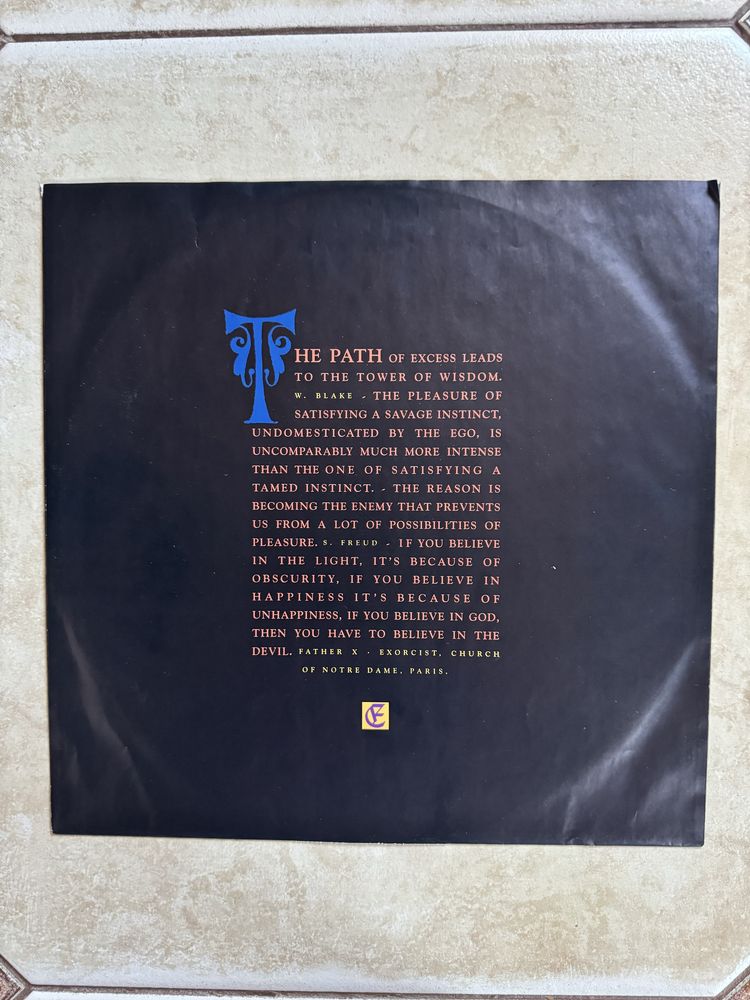 THE PATH OF EXCESS LEADS
TO THE TOWER OF WISDOM.
W. BLAKE - THE PLEASURE OF
SATISFYING A SAVAGE INSTINCT,
UNDOMESTICATED BY THE EGO, IS
UNCOMPARABLY MUCH MORE INTENSE
THAN THE ONE OF SATISFYING A
TAMED INSTINCT. - THE REASON IS
BECOMING THE ENEMY THAT PREVENTS
US FROM A LOT OF POSSIBILITIES OF
PLEASURE. S. FREUD - IF YOU BELIEVE
IN THE LIGHT, IT'S BECAUSE OF
OBSCURITY, IF YOU BELIEVE IN
HAPPINESS IT'S BECAUSE OF
UNHAPPINESS, IF YOU BELIEVE IN GOD,
THEN YOU HAVE TO BELIEVE IN THE
DEVIL. FATHER X · EXORCIST, CHURCH
OF NOTRE DAME, PARIS.